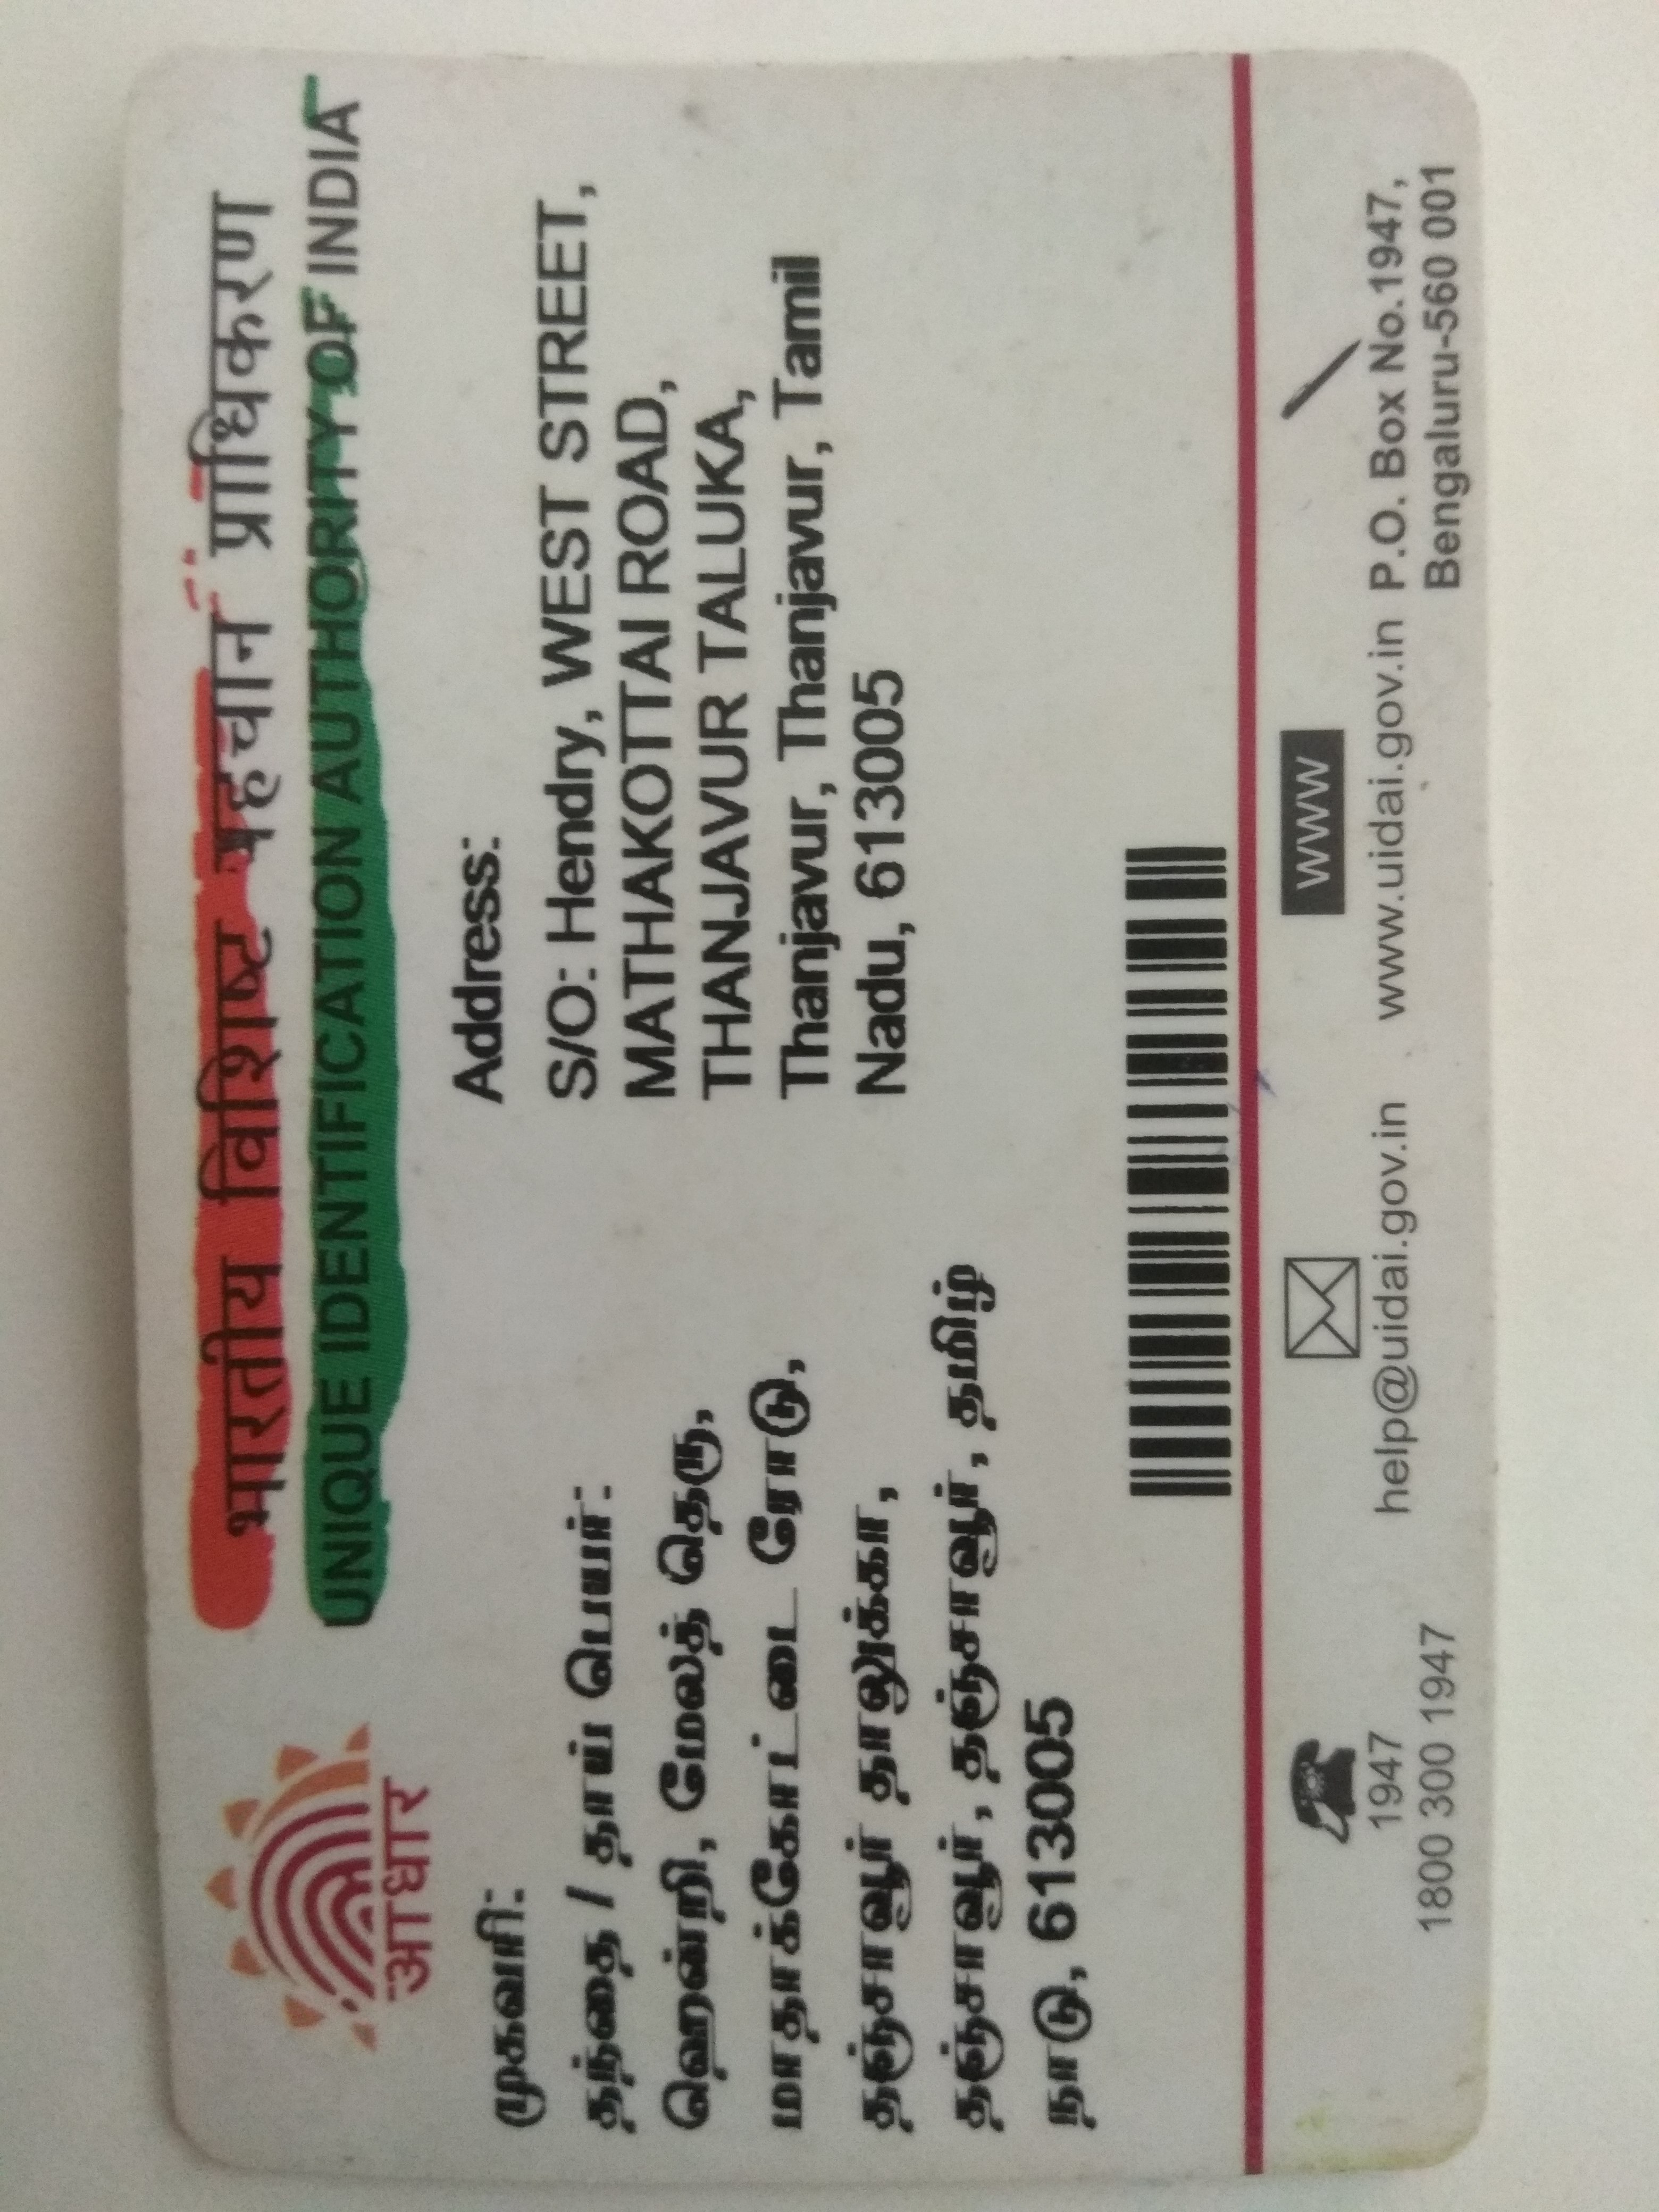 भारतीय विशिष्ट पहचान प्राधिकरण
UNIQUE IDENTIFICATION AUTHORITY OF INDIA
आधार
முகவரி:
தந்தை / தாய் பெயர்:
ஹென்றி, மேலத் தெரு,
மாதாக்கோட்டை ரோடு,
தஞ்சாவூர் தாலுக்கா,
தஞ்சாவூர், தஞ்சாவூர், தமிழ்
நாடு, 613005
Address:
S/O: Hendry, WEST STREET,
MATHAKOTTAI ROAD,
THANJAVUR TALUKA,
Thanjavur, Thanjavur, Tamil
Nadu, 613005
1947
1800 300 1947
help@uidai.gov.in
WWW
www.uidai.gov.in
P.O. Box No.1947,
Bengaluru-560 001